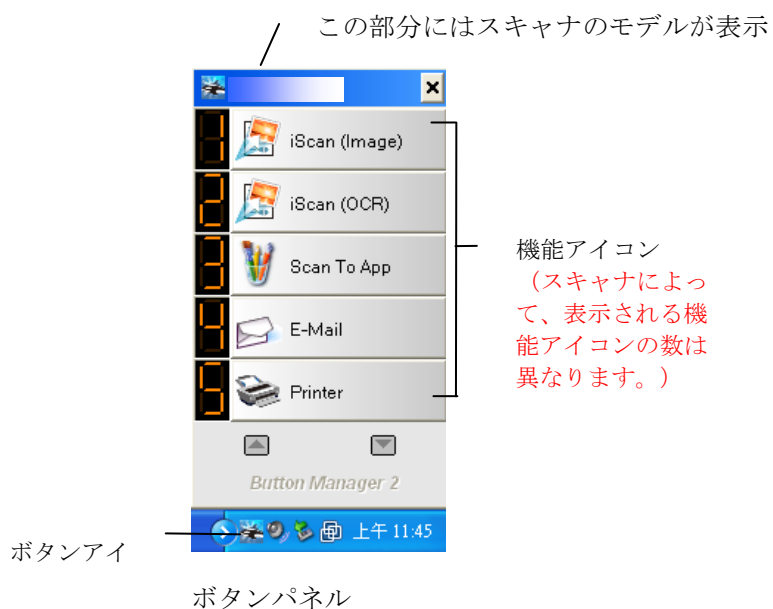 この部分にはスキャナのモデルが表示
1 iScan (Image)
2 iScan (OCR)
3 Scan To App
4 E-Mail
5 Printer
機能アイコン
（スキャナによっ
て、表示される機
能アイコンの数は
異なります。）
Button Manager 2
上午 11:45
ボタンアイ
ボタンパネル